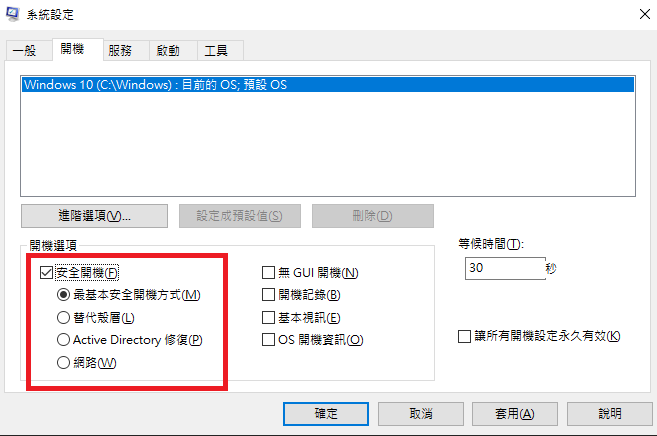 系統設定
一般 開機 服務 啟動 工具
Windows 10 (C:\Windows) : 目前的 OS; 預設 OS
進階選項(V)... 設定成預設值(S) 刪除(D)
開機選項 等候時間(T):
安全開機(F) 無 GUI 開機(N) 30 秒
最基本安全開機方式(M) 開機記錄(B)
替代殼層(L) 基本視訊(E)
Active Directory 修復(P) OS 開機資訊(O) 讓所有開機設定永久有效(K)
網路(W)
確定 取消 套用(A) 說明